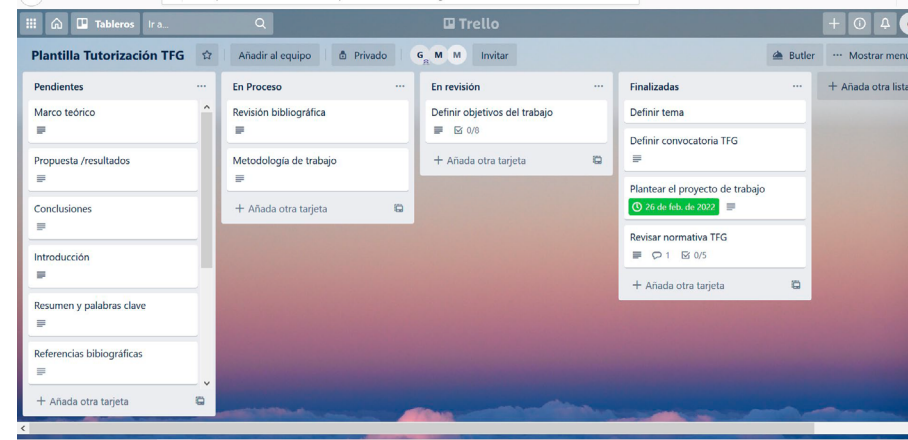 Tableros
Ir a...
Trello
Plantilla Tutorización TFG
Añadir al equipo
Privado
G M M
Invitar
Butler
... Mostrar menú
Pendientes
Marco teórico
Propuesta /resultados
Conclusiones
Introducción
Resumen y palabras clave
Referencias bibiográficas
+ Añada otra tarjeta
En Proceso
Revisión bibliográfica
Metodología de trabajo
+ Añada otra tarjeta
En revisión
Definir objetivos del trabajo
0/8
+ Añada otra tarjeta
Finalizadas
Definir tema
Definir convocatoria TFG
Plantear el proyecto de trabajo
26 de feb. de 2022
Revisar normativa TFG
1 0/5
+ Añada otra tarjeta
+ Añada otra lista